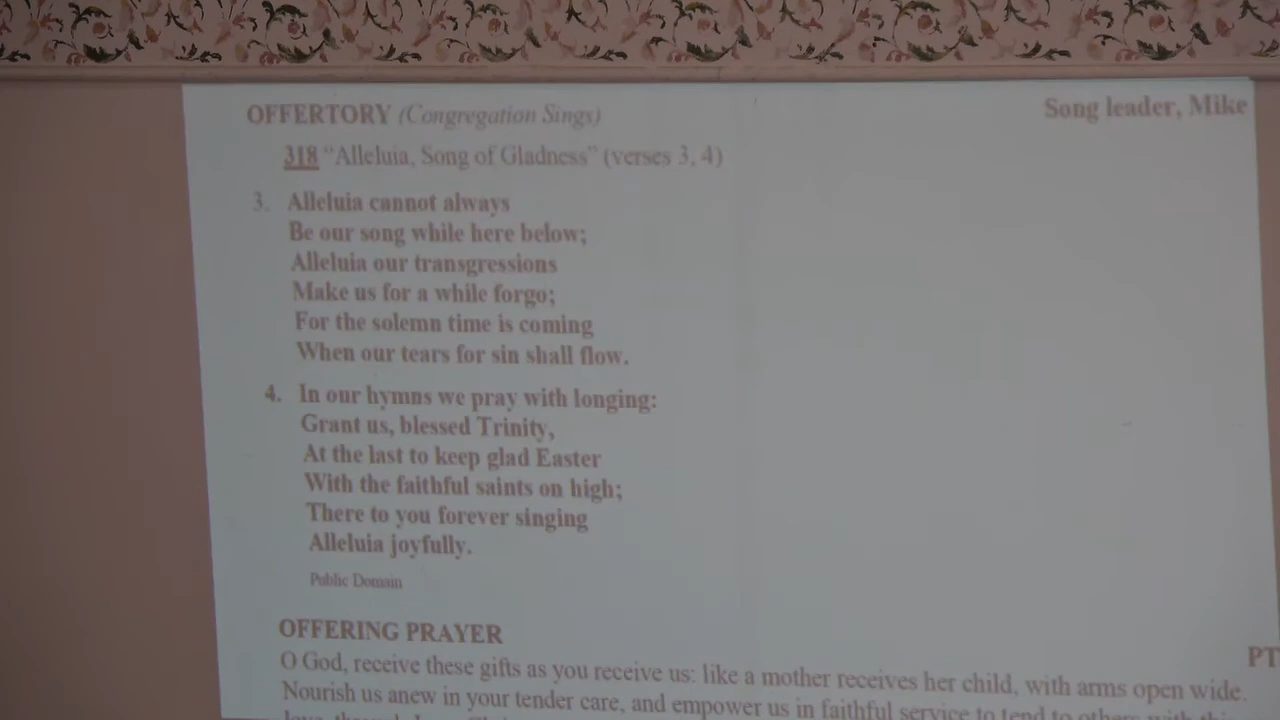 OFFERTORY (Congregation Sings) Song leader, Mike
318 “Alleluia, Song of Gladness” (verses 3, 4)
3. Alleluia cannot always
Be our song while here below;
Alleluia our transgressions
Make us for a while forgo;
For the solemn time is coming
When our tears for sin shall flow.
4. In our hymns we pray with longing:
Grant us, blessed Trinity,
At the last to keep glad Easter
With the faithful saints on high;
There to you forever singing
Alleluia joyfully.
Public Domain
OFFERING PRAYER PT
O God, receive these gifts as you receive us: like a mother receives her child, with arms open wide.
Nourish us anew in your tender care, and empower us in faithful service to tend to others with this